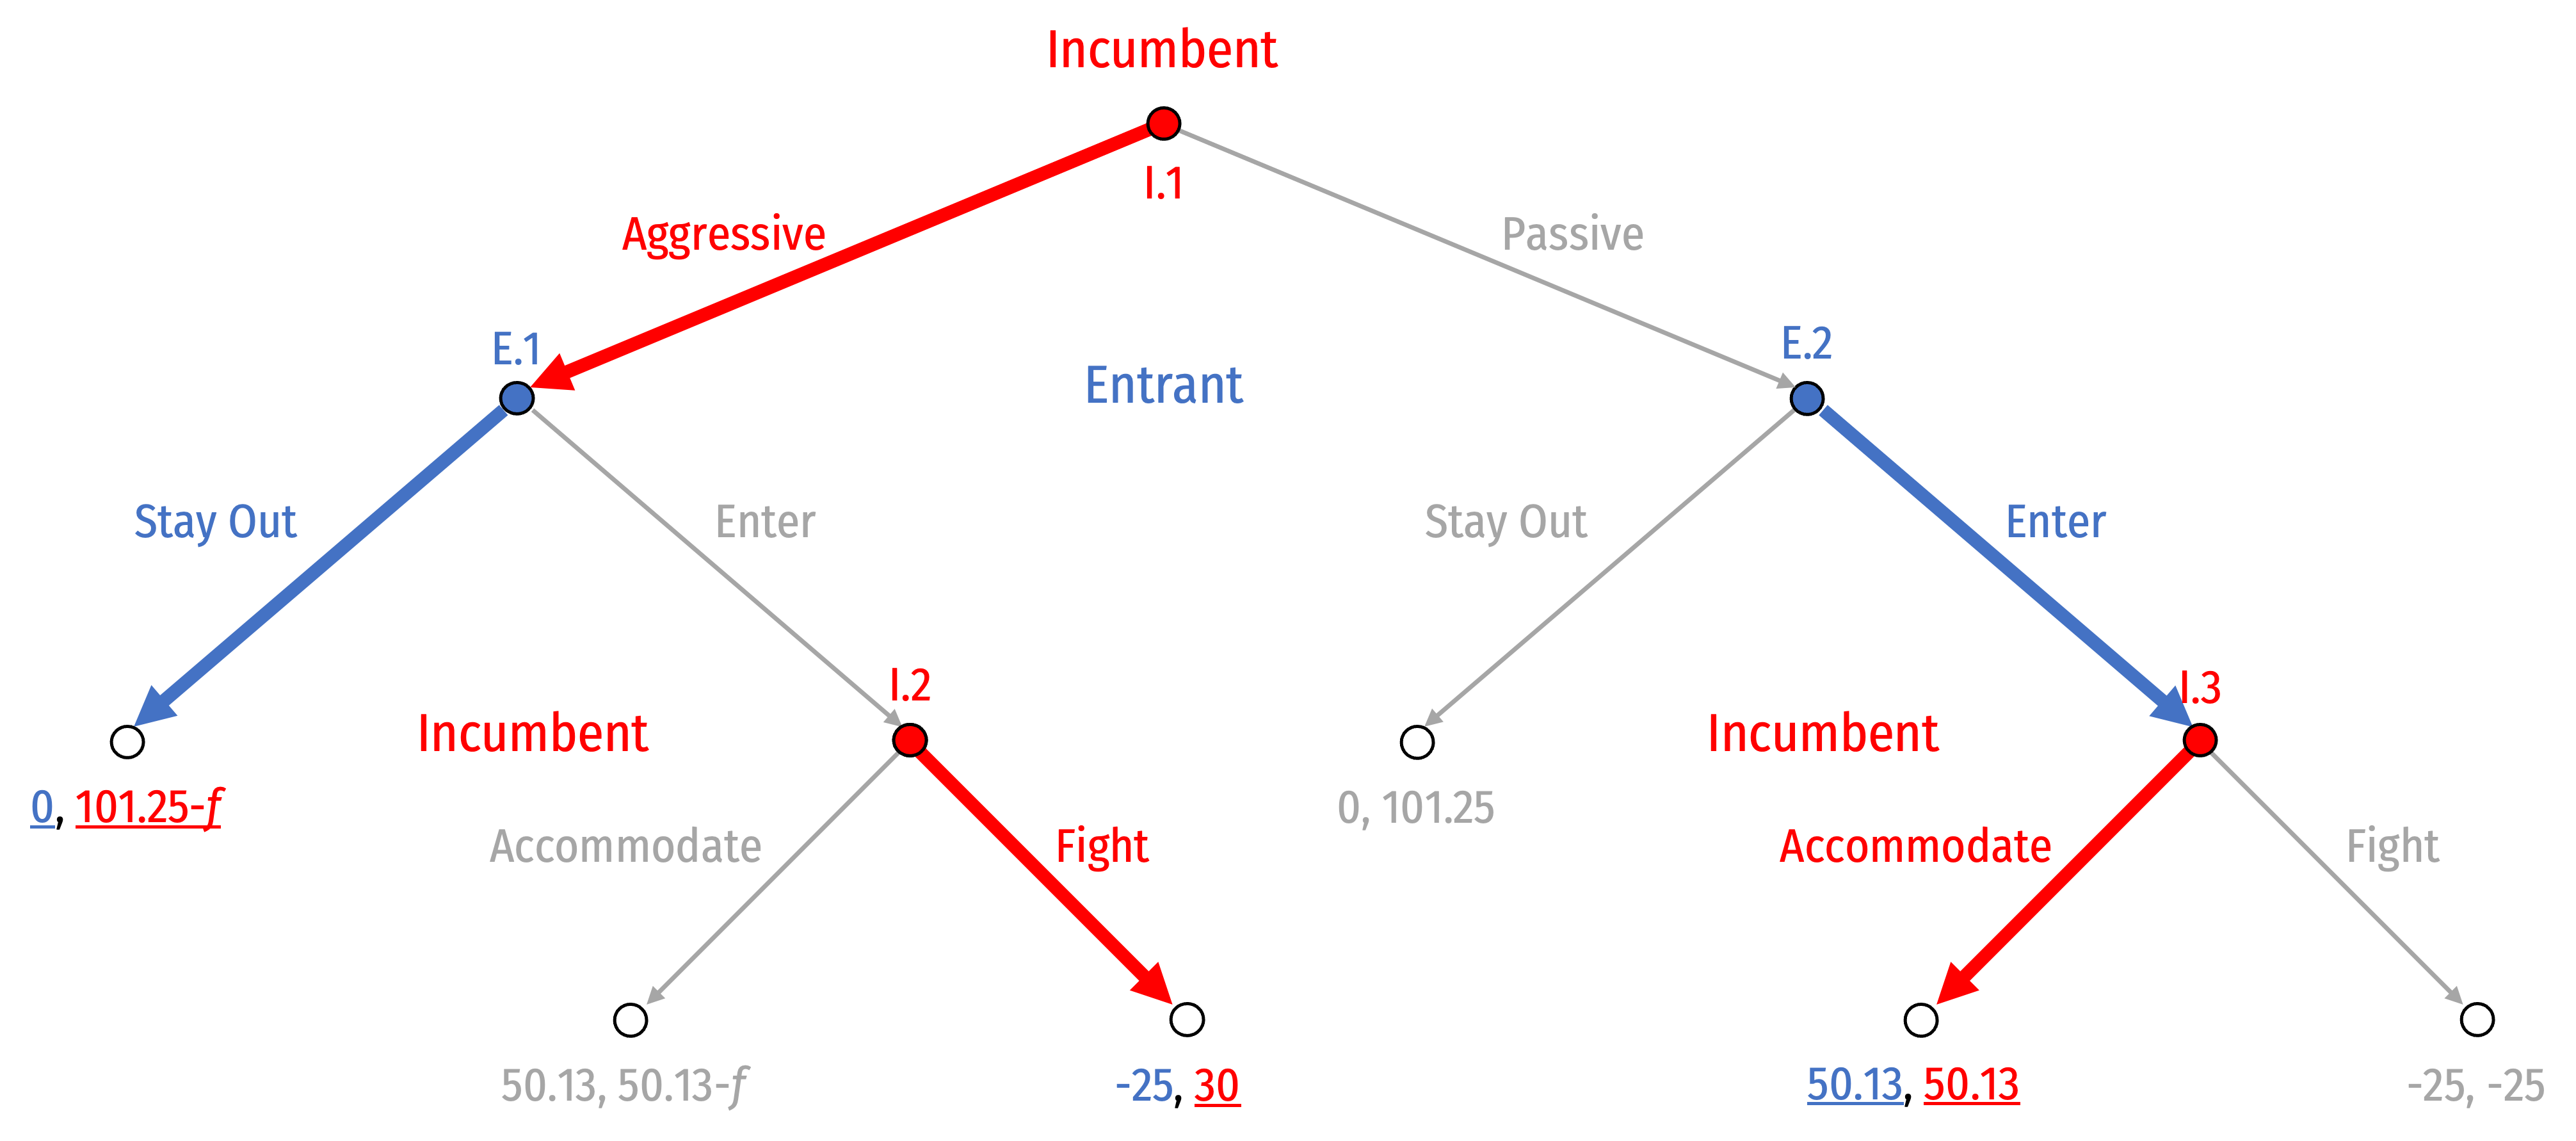 Incumbent
I.1
Aggressive
Passive
E.1
E.2
Entrant
Stay Out
Enter
Stay Out
Enter
I.2
I.3
Incumbent
Incumbent
0, 101.25-f
0, 101.25
Accommodate
Fight
Accommodate
Fight
50.13, 50.13-f
-25, 30
50.13, 50.13
-25, -25